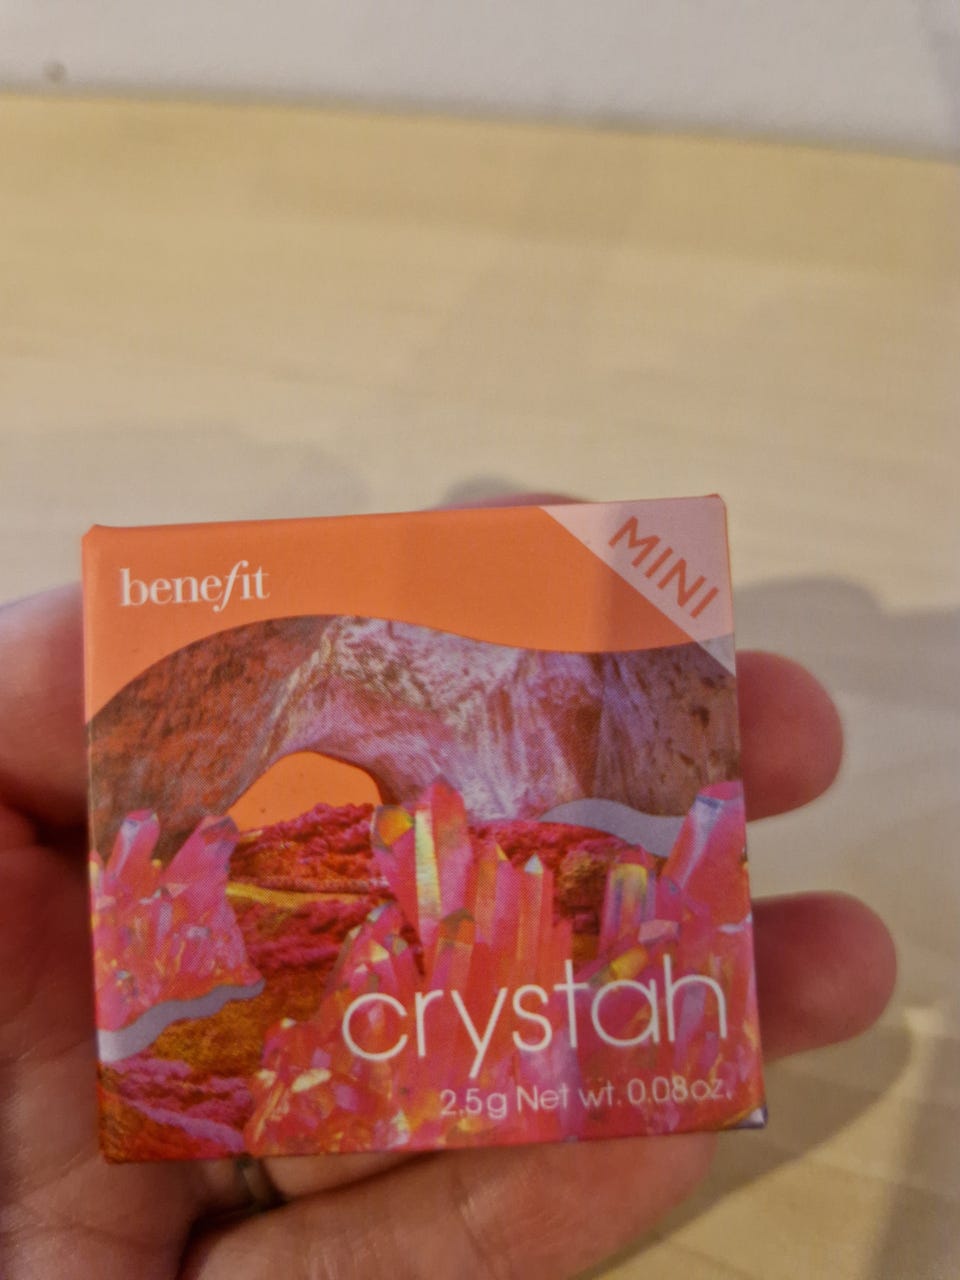 benefit
MINI
crystah
2.5g Net wt. 0.08oz.